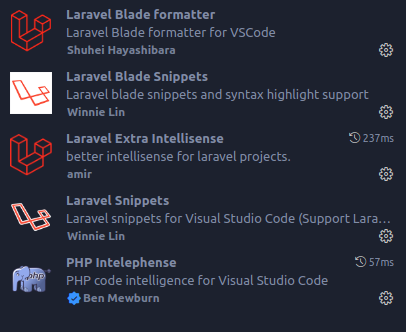 Laravel Blade formatter
Laravel Blade formatter for VSCode
Shuhei Hayashibara
Laravel Blade Snippets
Laravel blade snippets and syntax highlight support
Winnie Lin
Laravel Extra Intellisense 237ms
better intellisense for laravel projects.
amir
Laravel Snippets
Laravel snippets for Visual Studio Code (Support Lara...
Winnie Lin
PHP Intelephense 57ms
php
PHP code intelligence for Visual Studio Code
Ben Mewburn